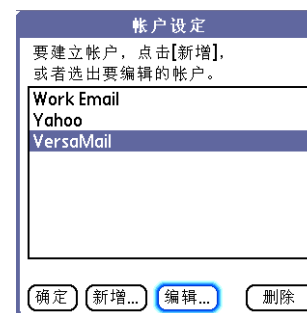 帐户设定
要建立帐户，点击[新增]，
或者选出要编辑的帐户。
Work Email
Yahoo
VersaMail
确定 新增... 编辑... 删除